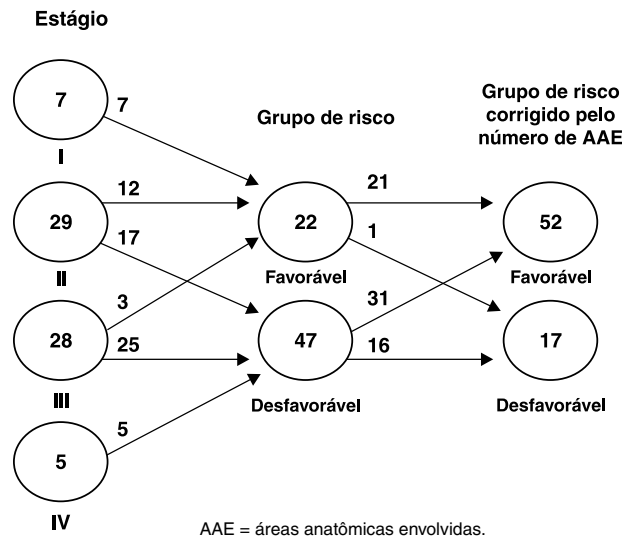 Estágio
Grupo de risco
Grupo de risco
corrigido pelo
número de AAE
7
7
I
12
29
17
II
3
28
25
III
5
5
IV
22
Favorável
47
Desfavorável
21
1
31
16
52
Favorável
17
Desfavorável
AAE = áreas anatômicas envolvidas.